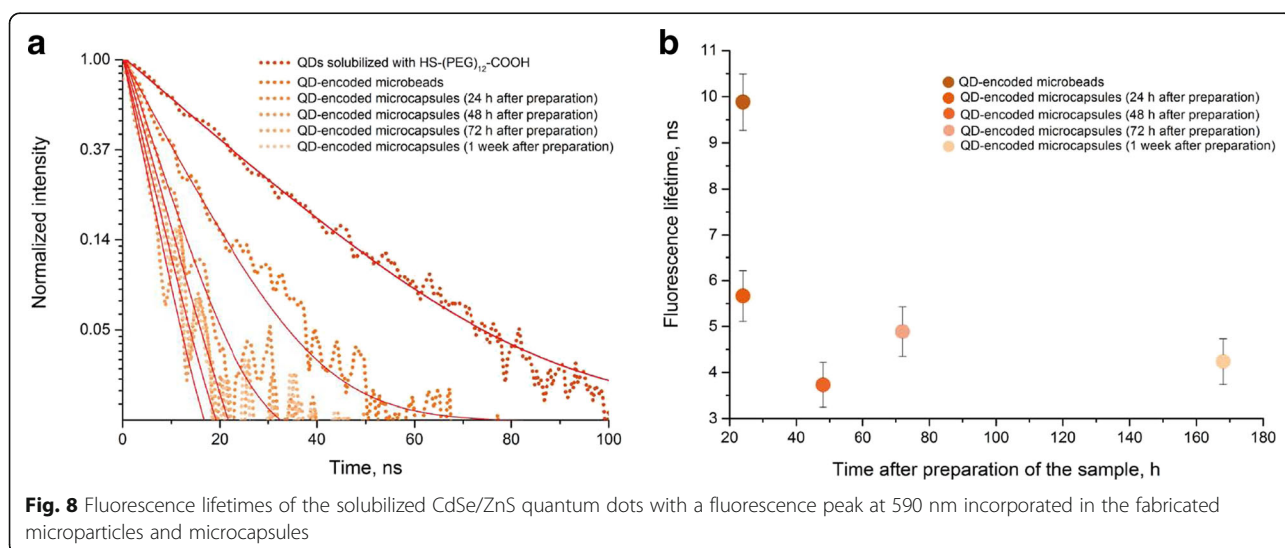 a
1.00
0.37
0.14
0.05
Normalized intensity
0
20
40
60
80
100
Time, ns
QDs solubilized with HS-(PEG)12-COOH
QD-encoded microbeads
QD-encoded microcapsules (24 h after preparation)
QD-encoded microcapsules (48 h after preparation)
QD-encoded microcapsules (72 h after preparation)
QD-encoded microcapsules (1 week after preparation)
b
11
10
9
8
7
6
5
4
3
Fluorescence lifetime, ns
20
40
60
80
100
120
140
160
180
Time after preparation of the sample, h
QD-encoded microbeads
QD-encoded microcapsules (24 h after preparation)
QD-encoded microcapsules (48 h after preparation)
QD-encoded microcapsules (72 h after preparation)
QD-encoded microcapsules (1 week after preparation)
Fig. 8 Fluorescence lifetimes of the solubilized CdSe/ZnS quantum dots with a fluorescence peak at 590 nm incorporated in the fabricated
microparticles and microcapsules